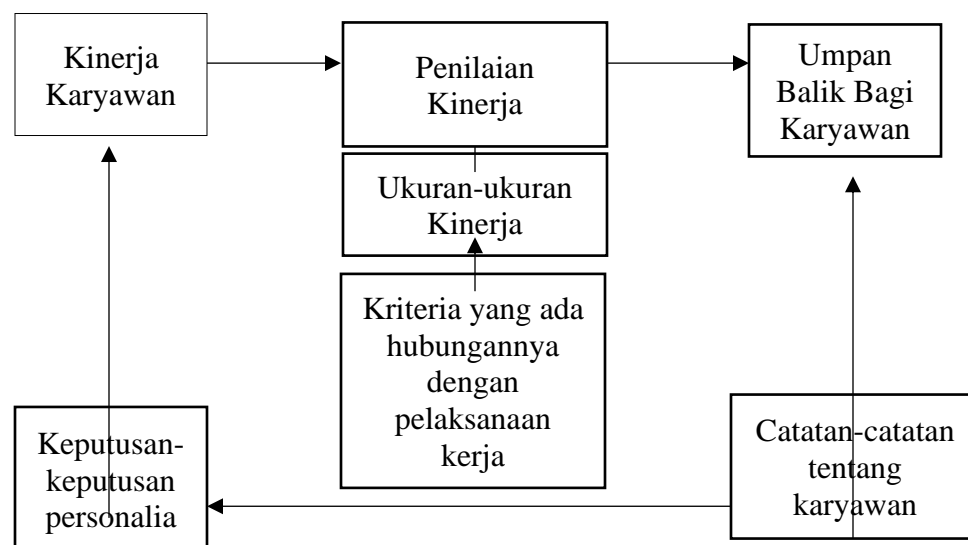 Kinerja
Karyawan
Penilaian
Kinerja
Umpan
Balik Bagi
Karyawan
Ukuran-ukuran
Kinerja
Kriteria yang ada
hubungannya
dengan
pelaksanaan
kerja
Keputusan-
keputusan
personalia
Catatan-catatan
tentang
karyawan